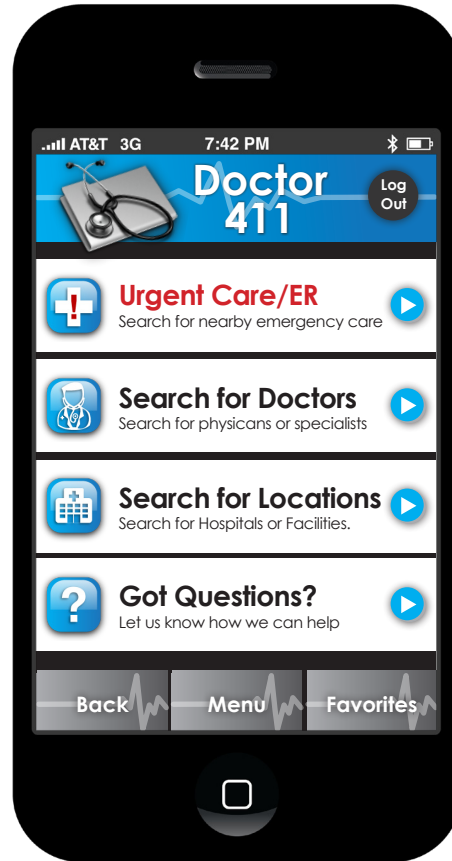 AT&T 3G 7:42 PM
Doctor
411
Log
Out
Urgent Care/ER
Search for nearby emergency care
Search for Doctors
Search for physicans or specialists
Search for Locations
Search for Hospitals or Facilities.
Got Questions?
Let us know how we can help
Back Menu Favorites